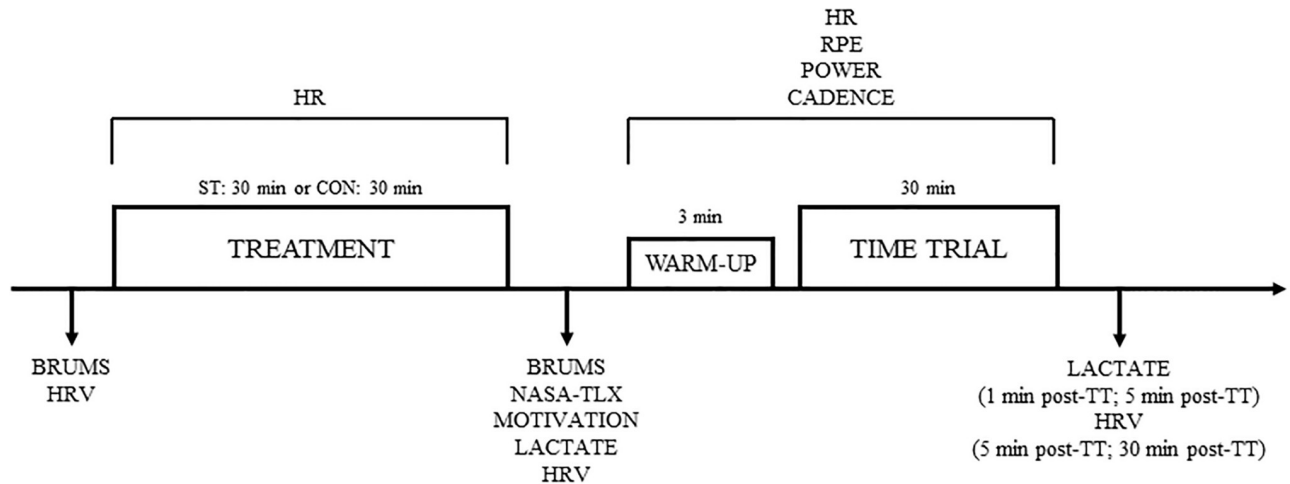 HR
RPE
POWER
CADENCE
HR
ST: 30 min or CON: 30 min
TREATMENT
3 min
WARM-UP
30 min
TIME TRIAL
BRUMS
HRV
BRUMS
NASA-TLX
MOTIVATION
LACTATE
HRV
LACTATE
(1 min post-TT; 5 min post-TT)
HRV
(5 min post-TT; 30 min post-TT)